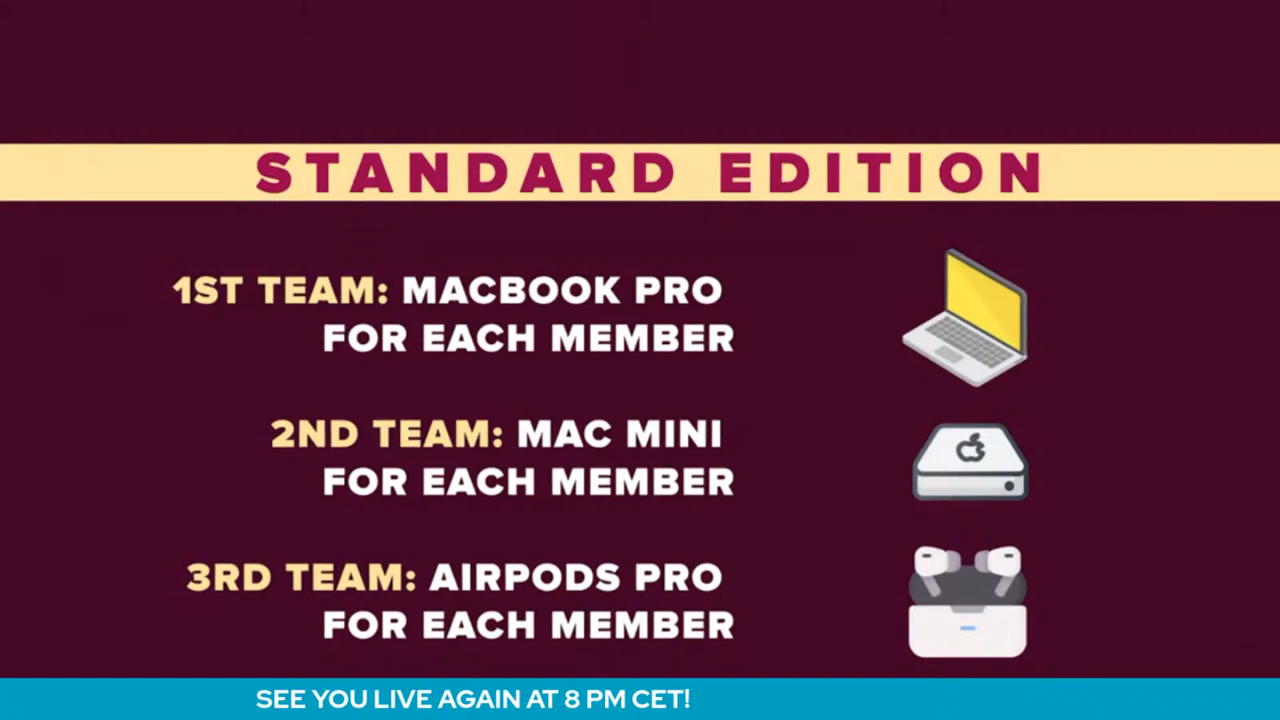 STANDARD EDITION
1ST TEAM: MACBOOK PRO
FOR EACH MEMBER
2ND TEAM: MAC MINI
FOR EACH MEMBER
3RD TEAM: AIRPODS PRO
FOR EACH MEMBER
SEE YOU LIVE AGAIN AT 8 PM CET!